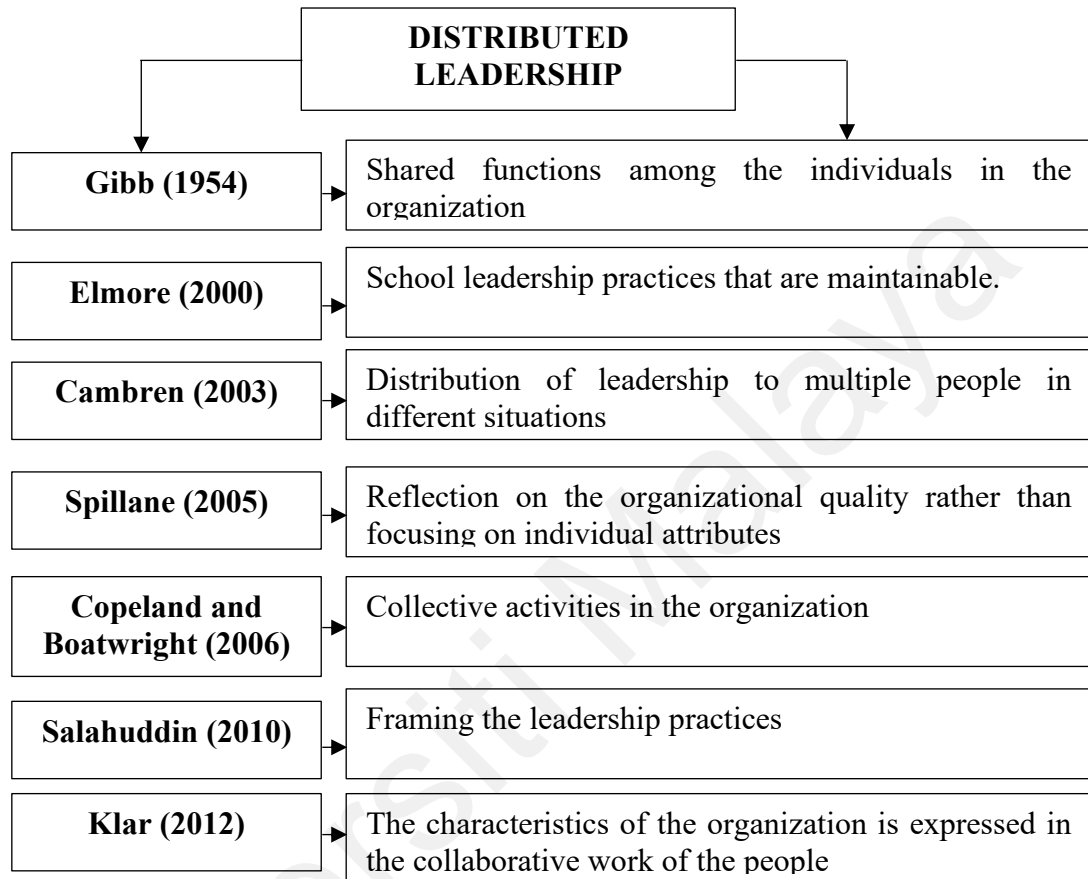 DISTRIBUTED
LEADERSHIP
Gibb (1954)
Shared functions among the individuals in the
organization
Elmore (2000)
School leadership practices that are maintainable.
Cambren (2003)
Distribution of leadership to multiple people in
different situations
Spillane (2005)
Reflection on the organizational quality rather than
focusing on individual attributes
Copeland and
Boatwright (2006)
Collective activities in the organization
Salahuddin (2010)
Framing the leadership practices
Klar (2012)
The characteristics of the organization is expressed in
the collaborative work of the people
ersiti Malaya